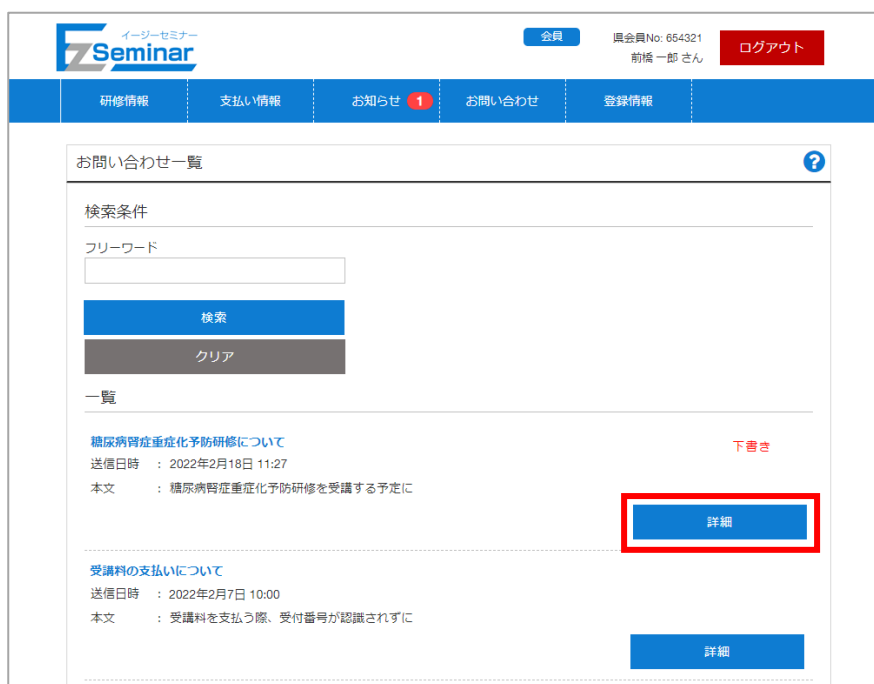 イージーセミナー
EZ Seminar
会員
県会員No: 654321
前橋 一郎 さん
ログアウト
研修情報
支払い情報
お知らせ 1
お問い合わせ
登録情報
お問い合わせ一覧
?
検索条件
フリーワード
検索
クリア
一覧
糖尿病腎症重症化予防研修について
下書き
送信日時 : 2022年2月18日 11:27
本文 : 糖尿病腎症重症化予防研修を受講する予定に
詳細
受講料の支払いについて
送信日時 : 2022年2月7日 10:00
本文 : 受講料を支払う際、受付番号が認識されずに
詳細